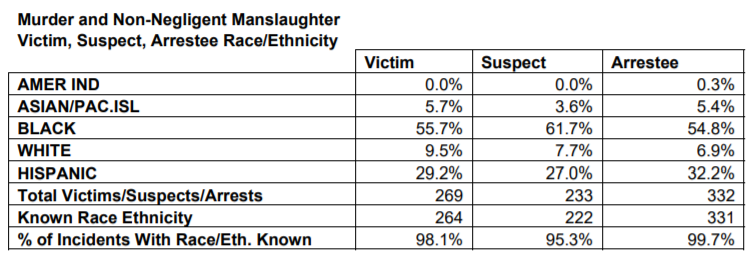 Murder and Non-Negligent Manslaughter
Victim, Suspect, Arrestee Race/Ethnicity
Victim Suspect Arrestee
AMER IND 0.0% 0.0% 0.3%
ASIAN/PAC.ISL 5.7% 3.6% 5.4%
BLACK 55.7% 61.7% 54.8%
WHITE 9.5% 7.7% 6.9%
HISPANIC 29.2% 27.0% 32.2%
Total Victims/Suspects/Arrests 269 233 332
Known Race Ethnicity 264 222 331
% of Incidents With Race/Eth. Known 98.1% 95.3% 99.7%